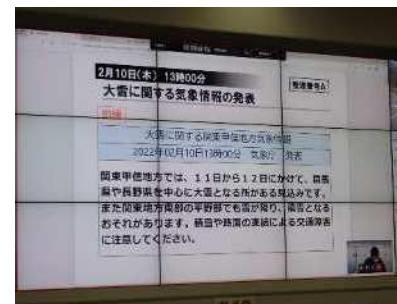 2月10日(木) 13時00分
大雪に関する気象情報の発表
大雪に関する関東甲信地方気象情報
2022年02月10日13時00分 気象庁 発表
関東甲信地方では、11日から12日にかけて、群馬
県や長野県を中心に大雪となる所がある見込みです。
また関東地方南部の平野部でも雪が降り、積雪となる
おそれがあります。積雪や路面の凍結による交通障害
に注意してください。